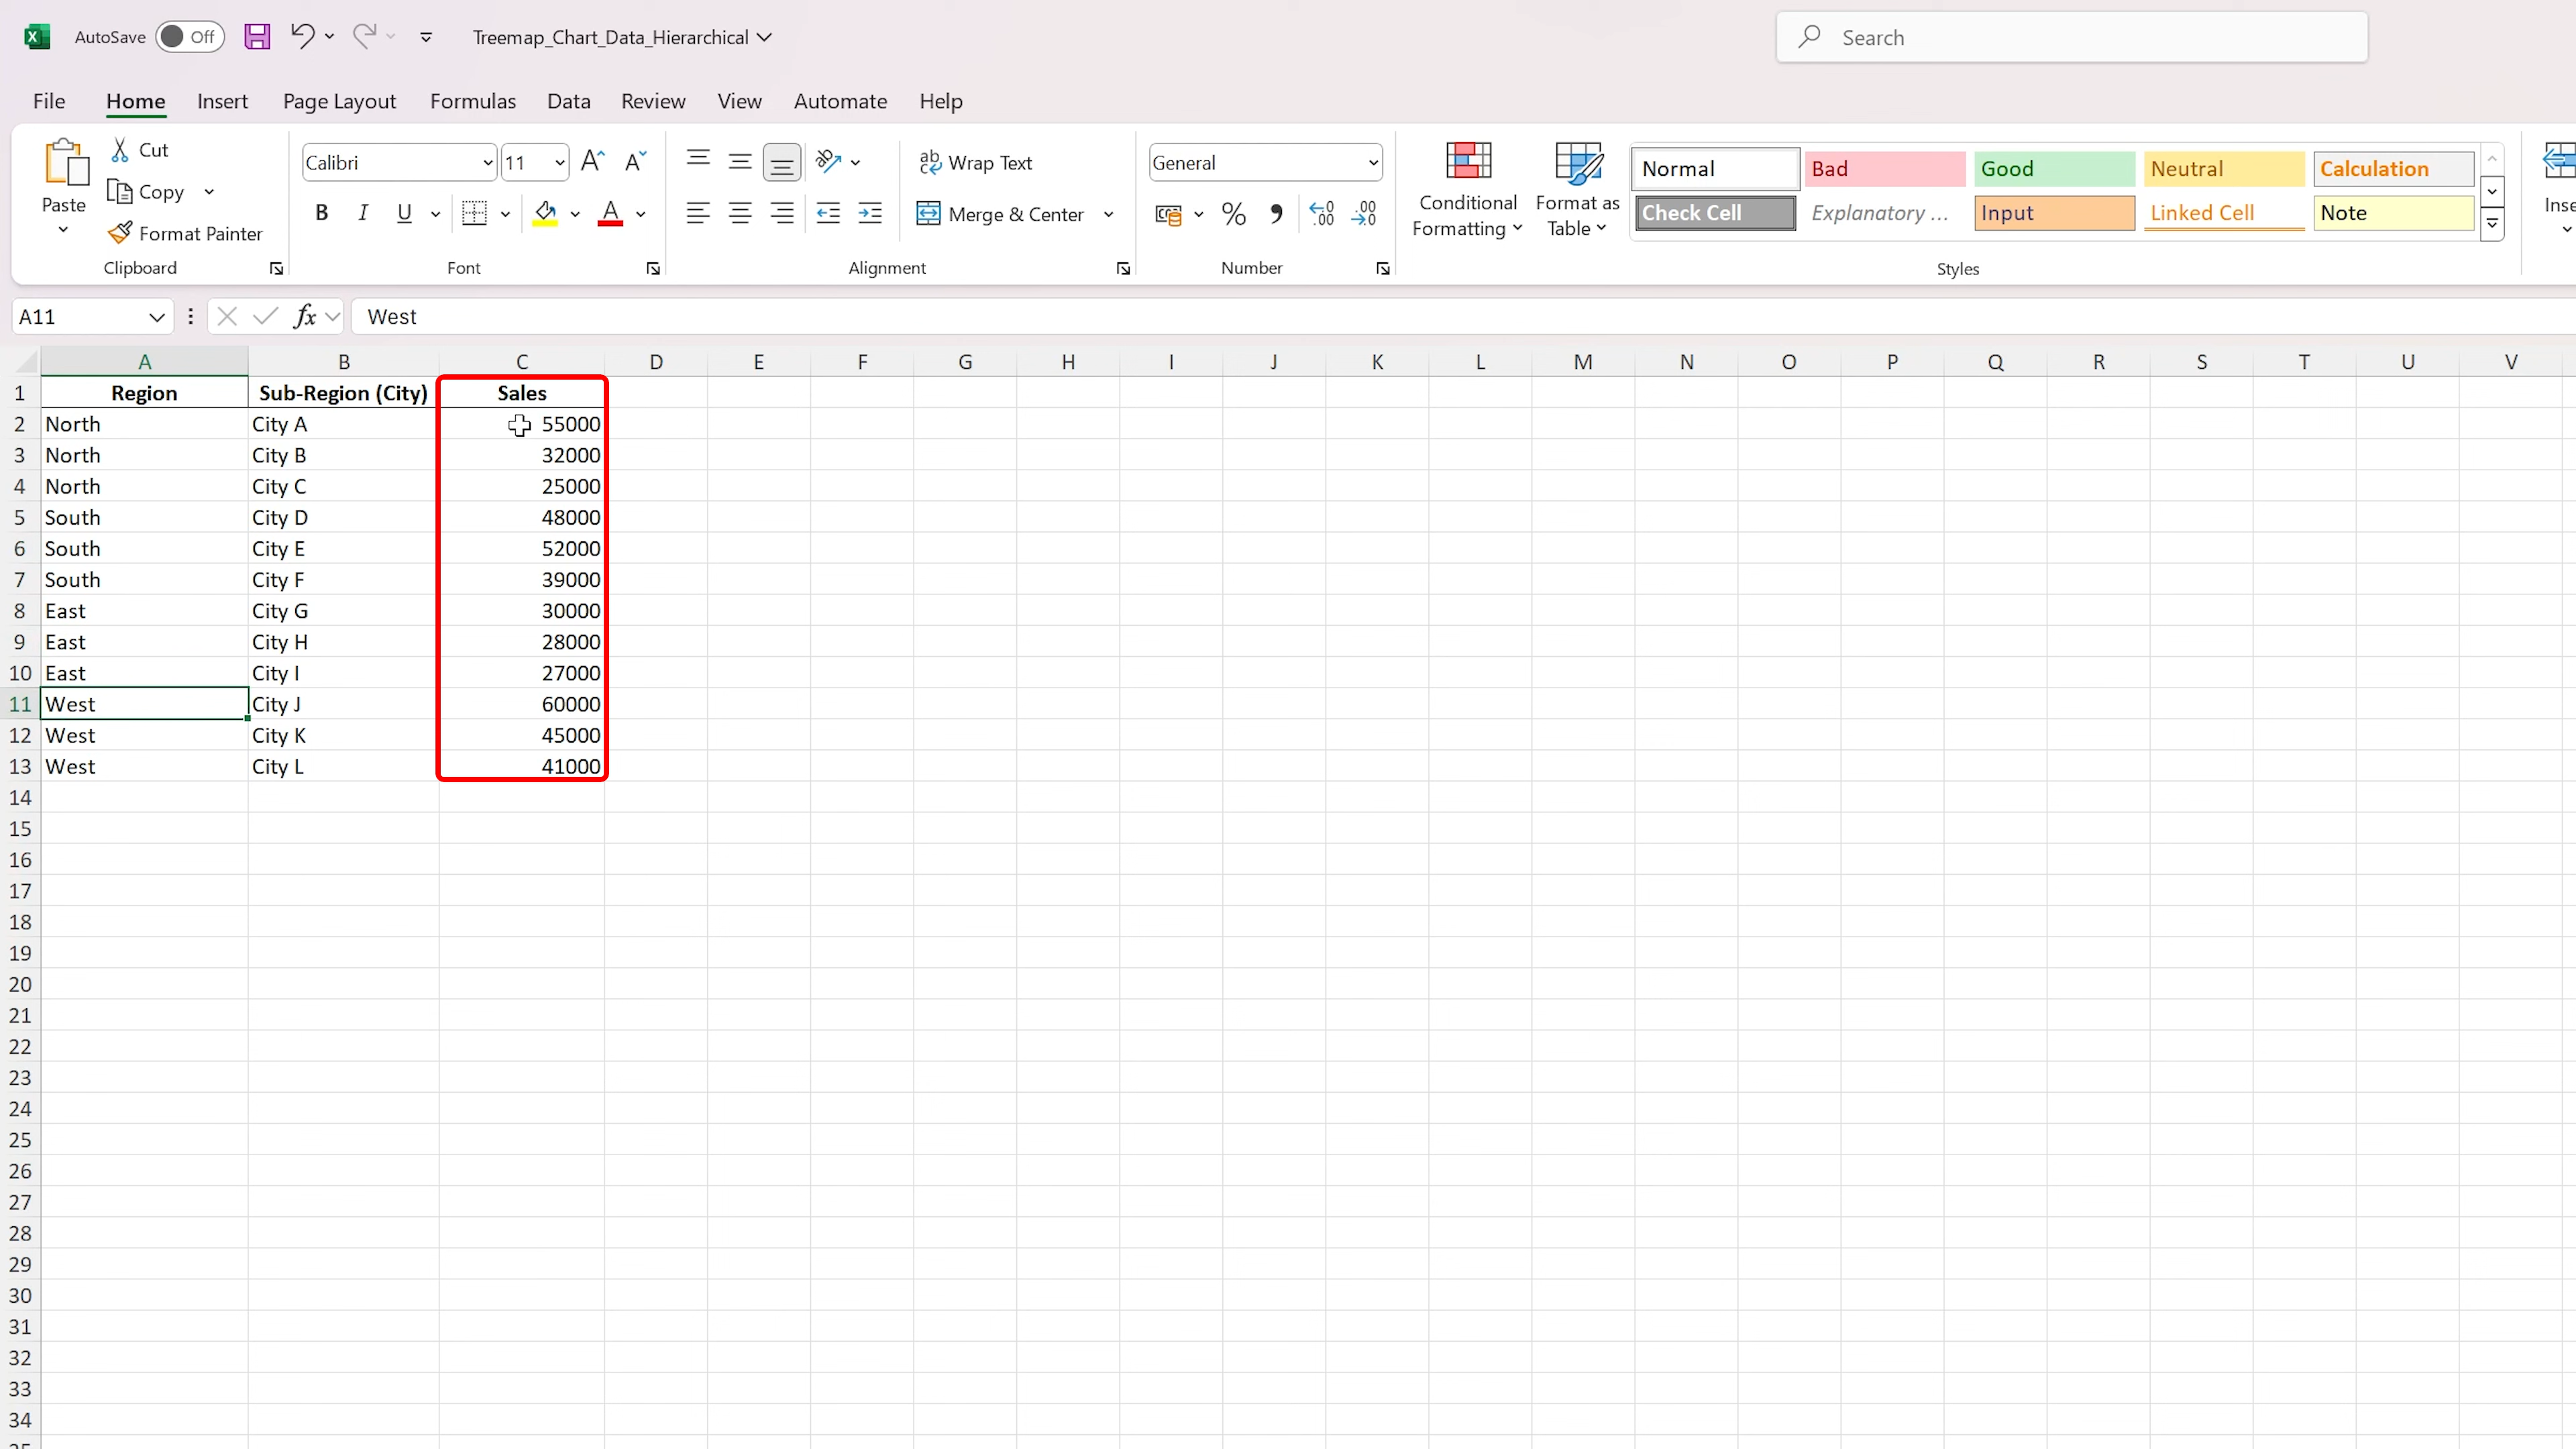 AutoSave Off Treemap_Chart_Data_Hierarchical Search
File Home Insert Page Layout Formulas Data Review View Automate Help
Paste
Cut
Copy
Format Painter
Clipboard
Calibri 11
B I U
Font
Wrap Text
Merge & Center
Alignment
General
Number
Conditional Formatting
Format as Table
Normal Bad Good Neutral Calculation
Check Cell Explanatory ... Input Linked Cell Note
Styles
Inse
A11 fx West
A B C D E F G H I J K L M N O P Q R S T U V
1 Region Sub-Region (City) Sales
2 North City A 55000
3 North City B 32000
4 North City C 25000
5 South City D 48000
6 South City E 52000
7 South City F 39000
8 East City G 30000
9 East City H 28000
10 East City I 27000
11 West City J 60000
12 West City K 45000
13 West City L 41000
14
15
16
17
18
19
20
21
22
23
24
25
26
27
28
29
30
31
32
33
34